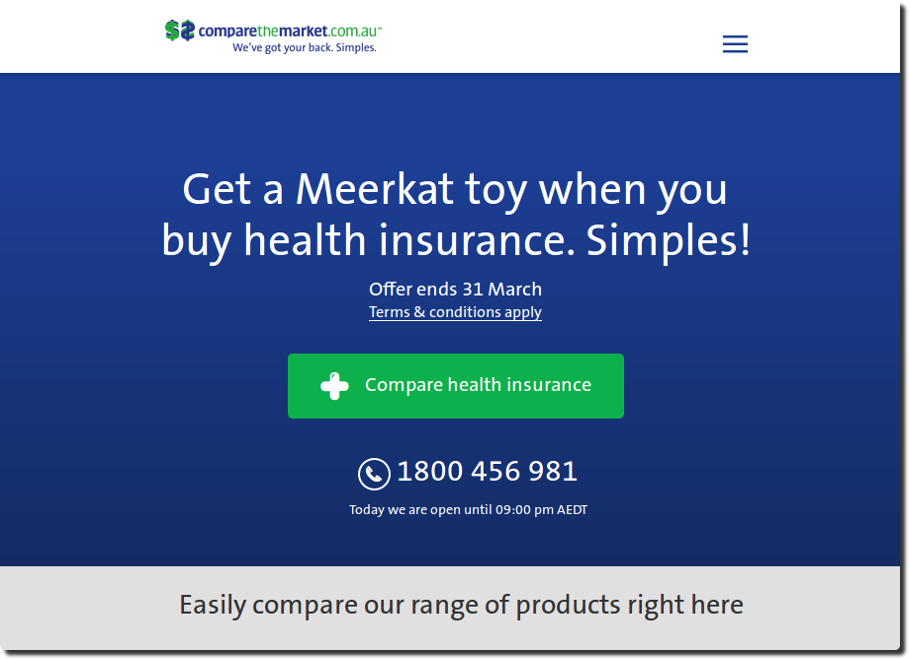 comparethemarket.com.au™
We've got your back. Simples.
Get a Meerkat toy when you
buy health insurance. Simples!
Offer ends 31 March
Terms & conditions apply
Compare health insurance
1800 456 981
Today we are open until 09:00 pm AEDT
Easily compare our range of products right here